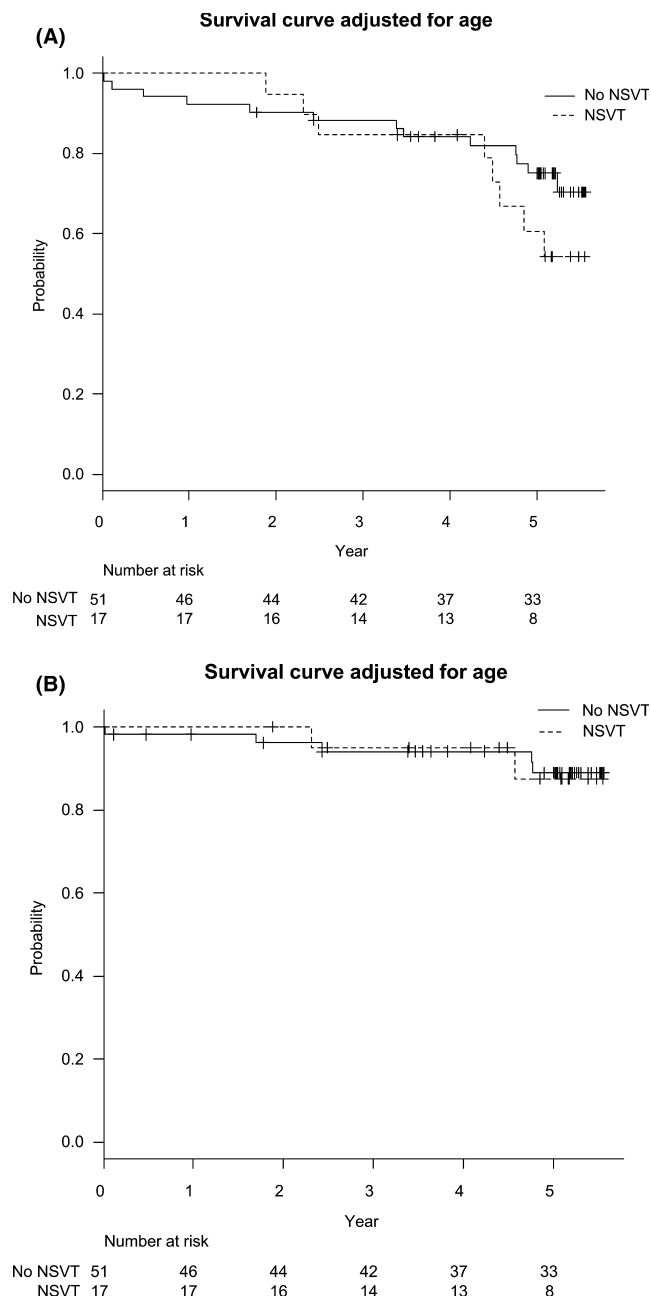 Survival curve adjusted for age
(A)
1.0
0.8
0.6
0.4
0.2
0.0
Probability
No NSVT
NSVT
0 1 2 3 4 5
Year
Number at risk
No NSVT 51 46 44 42 37 33
NSVT 17 17 16 14 13 8
Survival curve adjusted for age
(B)
1.0
0.8
0.6
0.4
0.2
0.0
Probability
No NSVT
NSVT
0 1 2 3 4 5
Year
Number at risk
No NSVT 51 46 44 42 37 33
NSVT 17 17 16 14 13 8